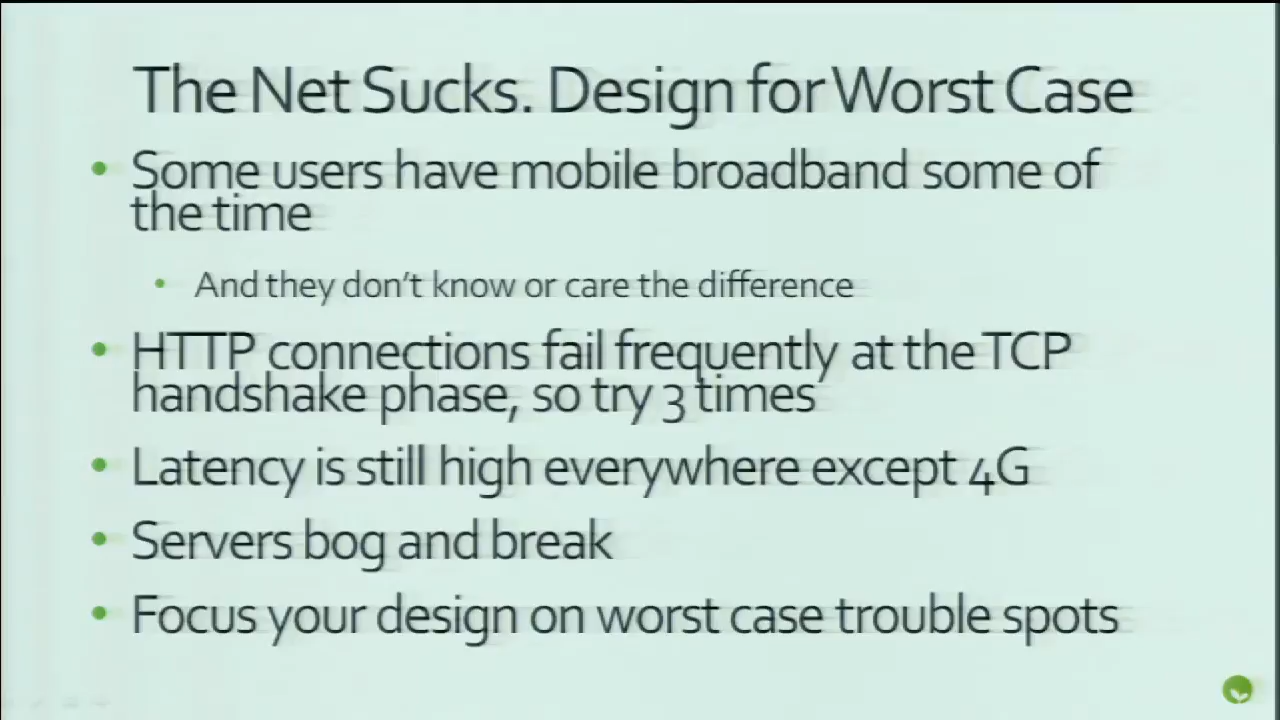 The Net Sucks. Design for Worst Case
• Some users have mobile broadband some of
the time
• And they don't know or care the difference
• HTTP connections fail frequently at the TCP
handshake phase, so try 3 times
• Latency is still high everywhere except 4G
• Servers bog and break
• Focus your design on worst case trouble spots